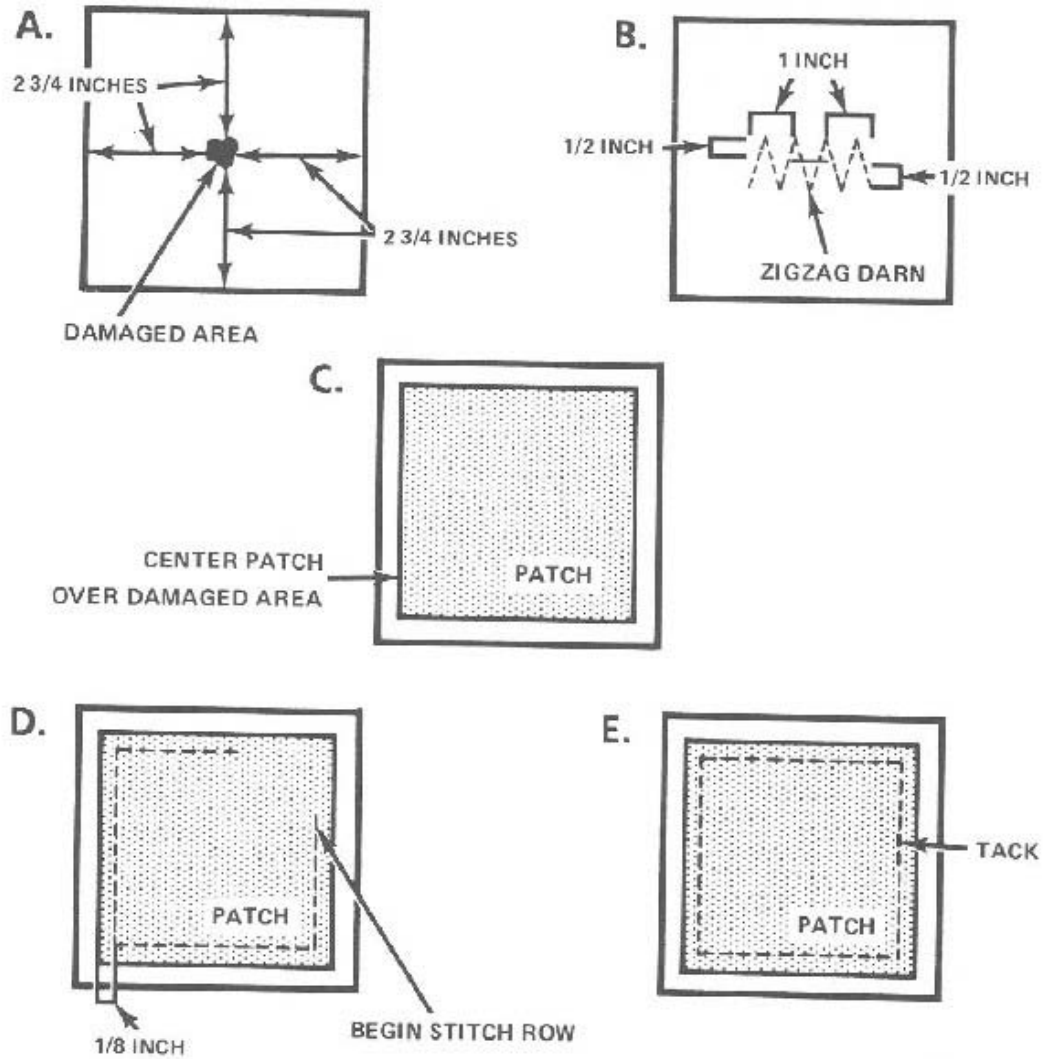 A.
2 3/4 INCHES
2 3/4 INCHES
DAMAGED AREA
B.
1 INCH
1/2 INCH
1/2 INCH
ZIGZAG DARN
C.
CENTER PATCH
OVER DAMAGED AREA
PATCH
D.
PATCH
1/8 INCH
BEGIN STITCH ROW
E.
TACK
PATCH